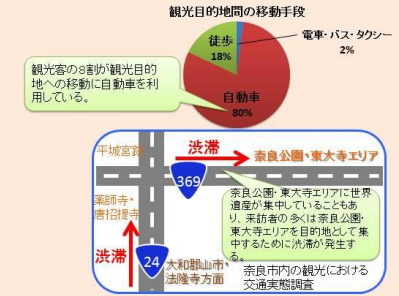 観光目的地間の移動手段
電車・バス・タクシー
2%
徒歩
18%
自動車
80%
観光客の8割が観光目的
地への移動に自動車を利
用している。
平城宮跡
渋滞
奈良公園・東大寺エリア
369
薬師寺・
唐招提寺
渋滞
24
大和郡山市・
法隆寺方面
奈良公園・東大寺エリアに世界
遺産が集中していることもあ
り、来訪者の多くは奈良公園・
東大寺エリアを目的地として集
中するために渋滞が発生す
る。
奈良市内の観光における
交通実態調査